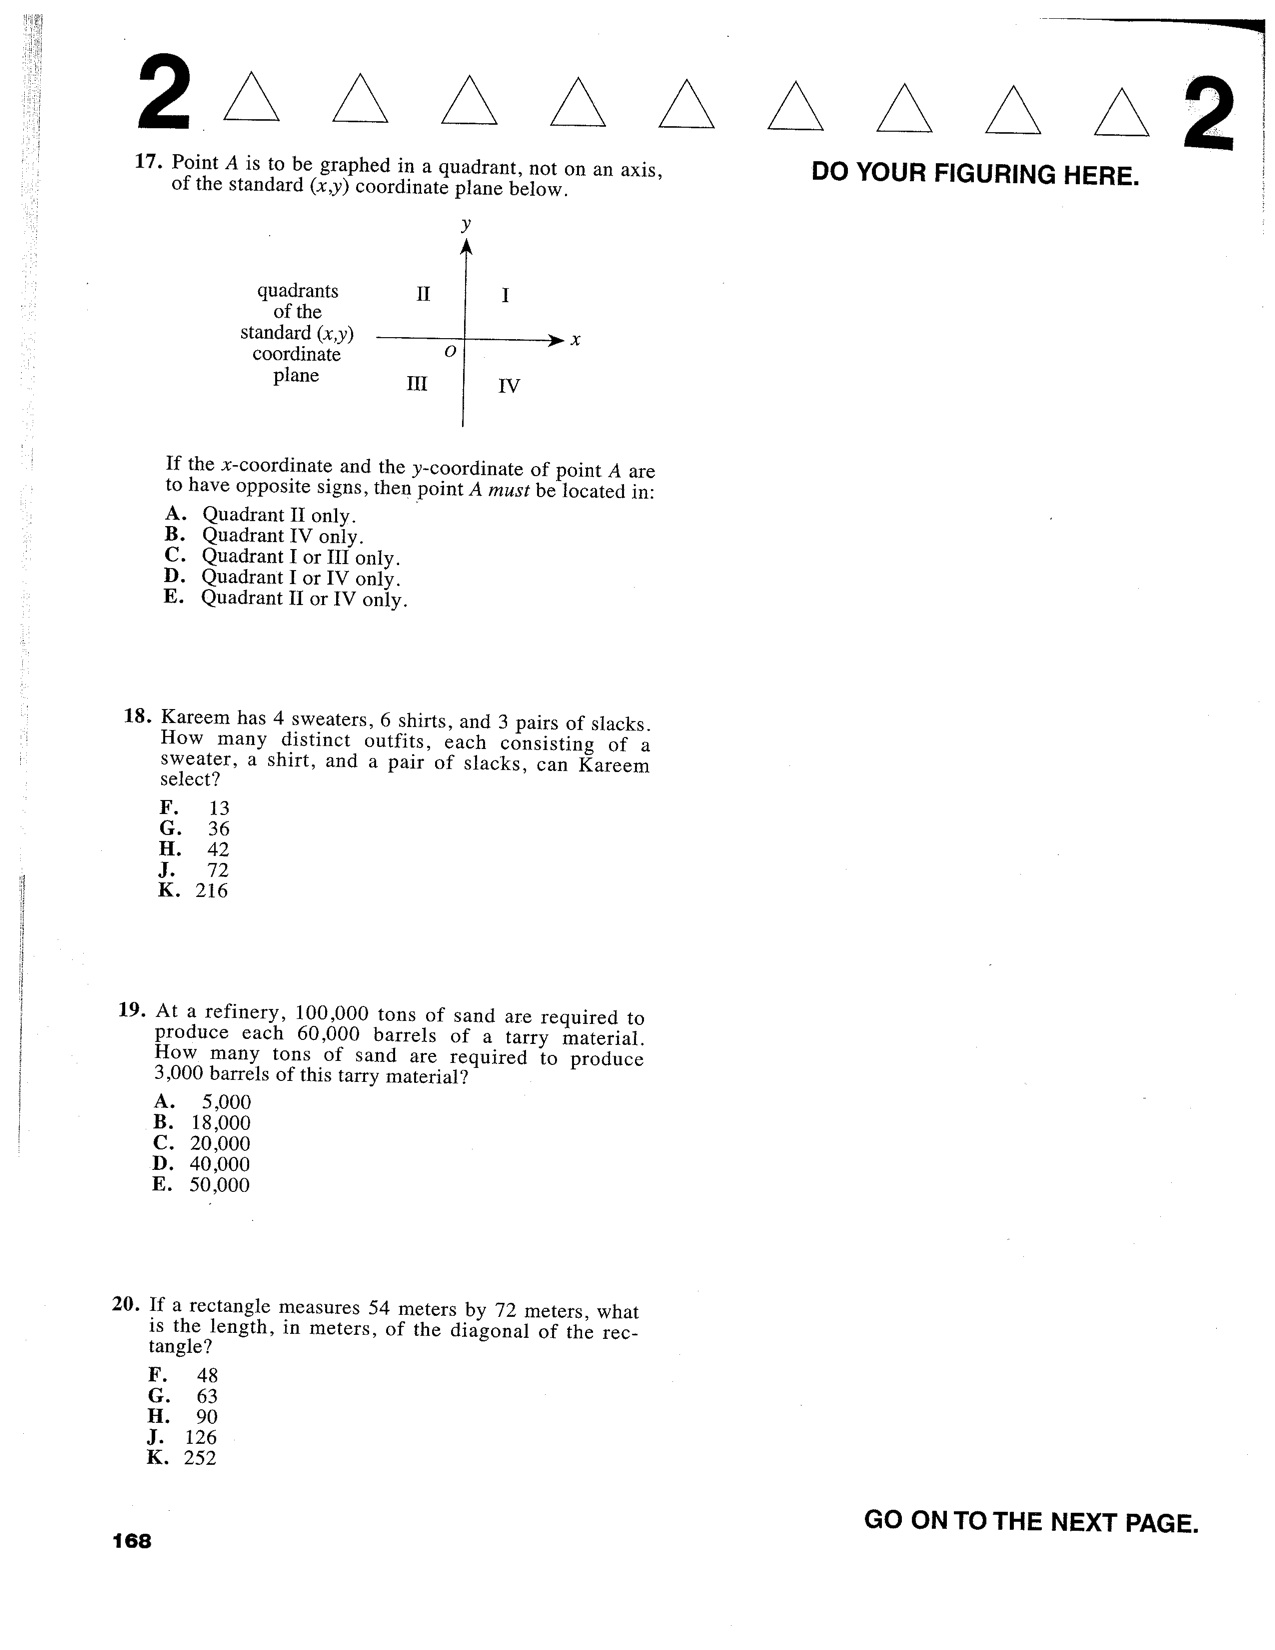 2 2
17. Point A is to be graphed in a quadrant, not on an axis,
of the standard (x,y) coordinate plane below.
DO YOUR FIGURING HERE.
y
quadrants
of the
standard (x,y)
coordinate
plane
II I
x
O
III IV
If the x-coordinate and the y-coordinate of point A are
to have opposite signs, then point A must be located in:
A. Quadrant II only.
B. Quadrant IV only.
C. Quadrant I or III only.
D. Quadrant I or IV only.
E. Quadrant II or IV only.
18. Kareem has 4 sweaters, 6 shirts, and 3 pairs of slacks.
How many distinct outfits, each consisting of a
sweater, a shirt, and a pair of slacks, can Kareem
select?
F. 13
G. 36
H. 42
J. 72
K. 216
19. At a refinery, 100,000 tons of sand are required to
produce each 60,000 barrels of a tarry material.
How many tons of sand are required to produce
3,000 barrels of this tarry material?
A. 5,000
B. 18,000
C. 20,000
D. 40,000
E. 50,000
20. If a rectangle measures 54 meters by 72 meters, what
is the length, in meters, of the diagonal of the rec-
tangle?
F. 48
G. 63
H. 90
J. 126
K. 252
168
GO ON TO THE NEXT PAGE.